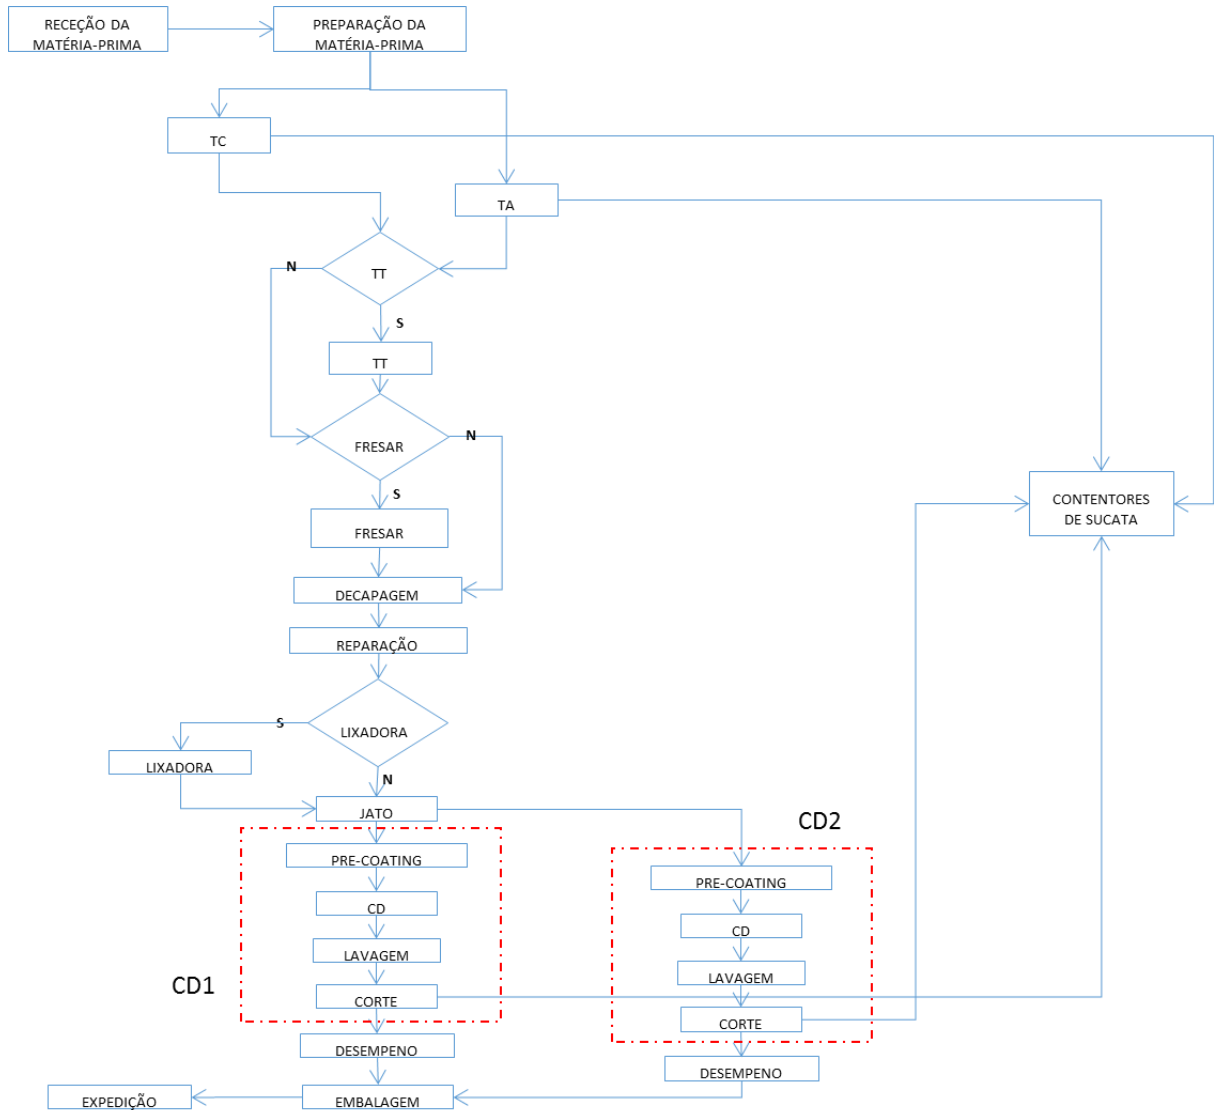 RECEÇÃO DA
MATÉRIA-PRIMA
PREPARAÇÃO DA
MATÉRIA-PRIMA
TC
TA
TT
N
S
TT
FRESAR
N
S
CONTENTORES
DE SUCATA
FRESAR
DECAPAGEM
REPARAÇÃO
LIXADORA
S
LIXADORA
N
JATO
CD2
PRE-COATING
PRE-COATING
CD
CD
LAVAGEM
LAVAGEM
CD1
CORTE
CORTE
DESEMPENO
DESEMPENO
EXPEDIÇÃO
EMBALAGEM